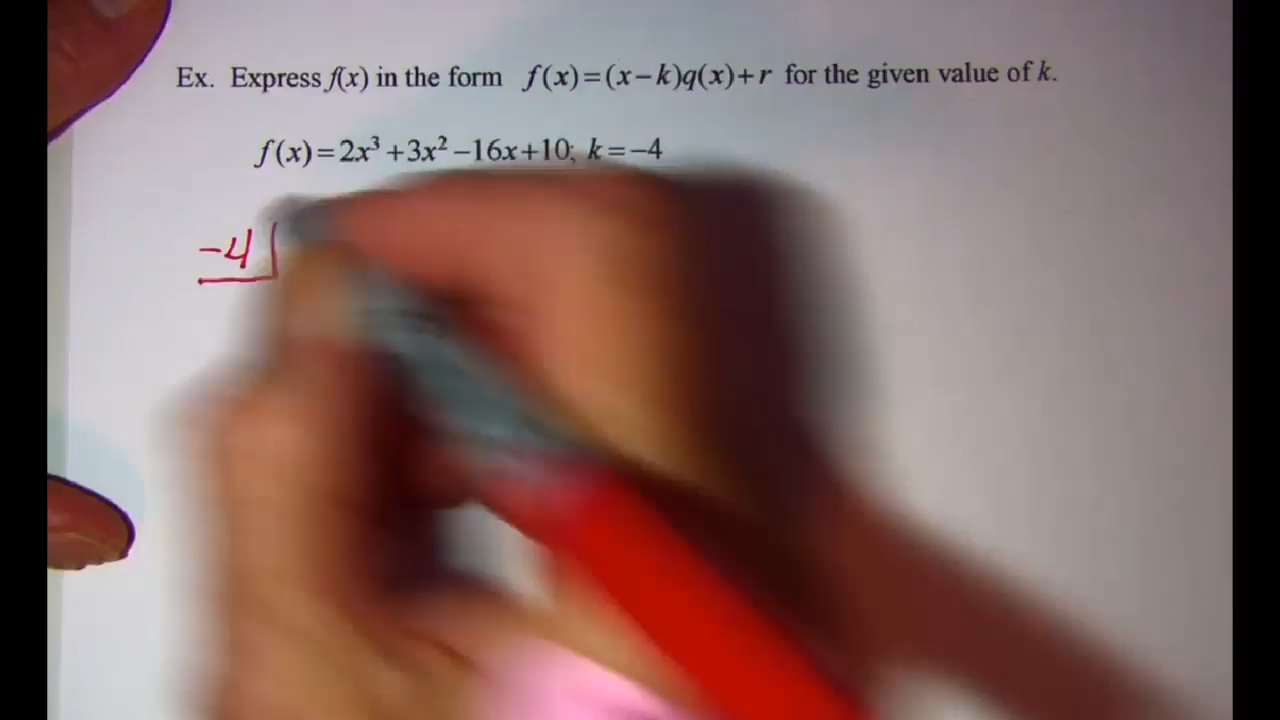 Ex. Express f(x) in the form f(x)=(x−k)q(x)+r for the given value of k.
f(x)=2x³+3x²−16x+10; k=−4
-4